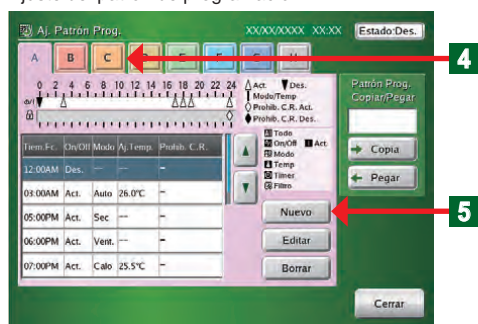 Aj. Patrón Prog.
XX/XX/XXXX XX:XX
Estado:Des.
4
A B C
0 2 4 6 8 10 12 14 16 18 20 22 24
Act. Des.
Modo/Temp
Prohib. C.R. Act.
Prohib. C.R. Des.
Patrón Prog.
Copiar/Pegar
Todo
On/Off Act
Modo
Temp
Timer
Filtro
Tiem.Fc. On/Off Modo Aj.Temp. Prohib. C.R.
12:00AM Des. -- -- -
03:00AM Act. Auto 26.0°C -
05:00PM Act. Sec -- -
06:00PM Act. Vent. -- -
07:00PM Act. Calo 25.5°C -
Copia
Pegar
Nuevo
5
Editar
Borrar
Cerrar